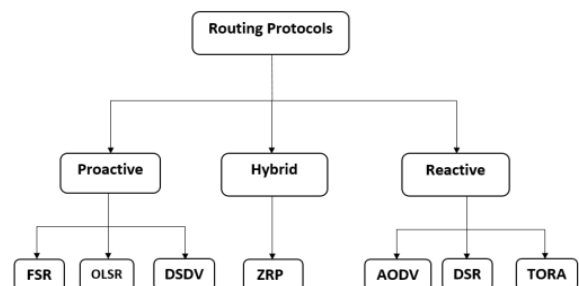 Routing Protocols
Proactive
Hybrid
Reactive
FSR
OLSR
DSDV
ZRP
AODV
DSR
TORA